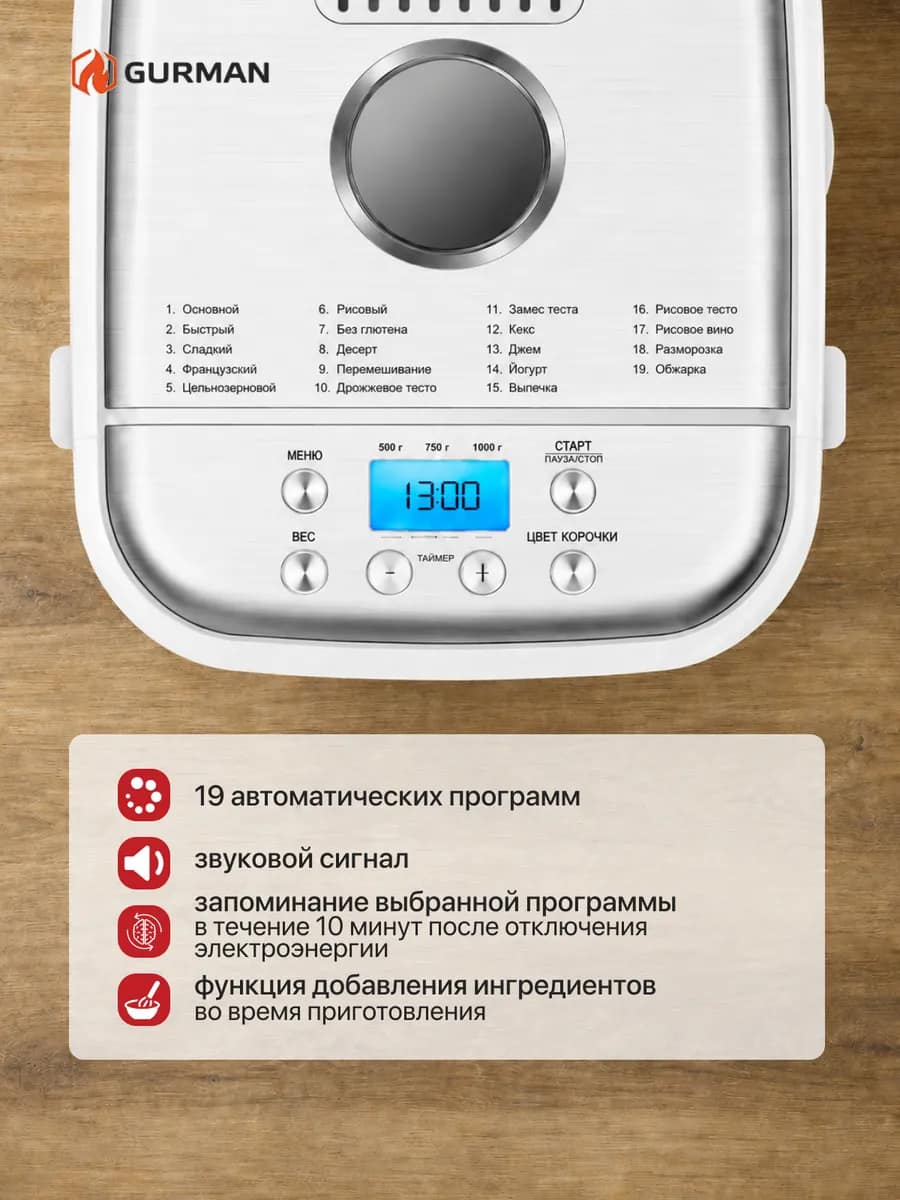 GURMAN
1. Основной
2. Быстрый
3. Сладкий
4. Французский
5. Цельнозерновой
6. Рисовый
7. Без глютена
8. Десерт
9. Перемешивание
10. Дрожжевое тесто
11. Замес теста
12. Кекс
13. Джем
14. Йогурт
15. Выпечка
16. Рисовое тесто
17. Рисовое вино
18. Разморозка
19. Обжарка
МЕНЮ
500 г 750 г 1000 г
СТАРТ
ПАУЗА/СТОП
13:00
ВЕС
- ТАЙМЕР +
ЦВЕТ КОРОЧКИ
19 автоматических программ
звуковой сигнал
запоминание выбранной программы
в течение 10 минут после отключения
электроэнергии
функция добавления ингредиентов
во время приготовления